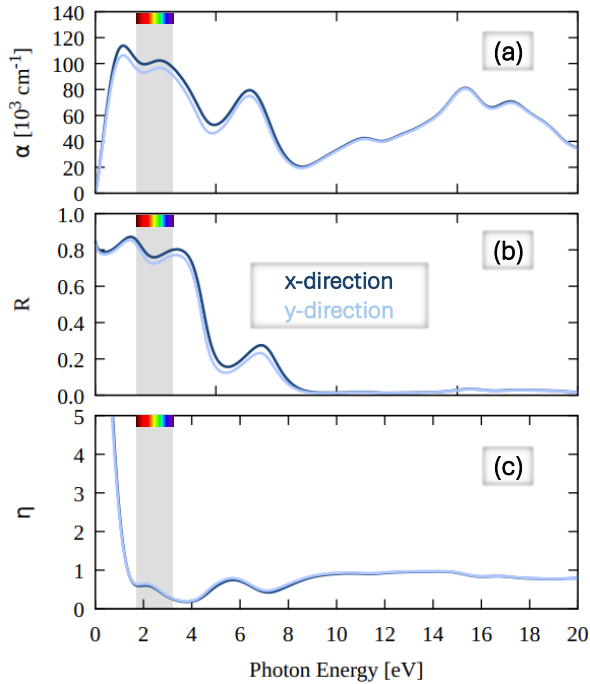 140
120
100
80
60
40
20
0
α [10³ cm⁻¹]
(a)
1.0
0.8
0.6
0.4
0.2
0.0
R
(b)
x-direction
y-direction
5
4
3
2
1
0
η
(c)
0 2 4 6 8 10 12 14 16 18 20
Photon Energy [eV]